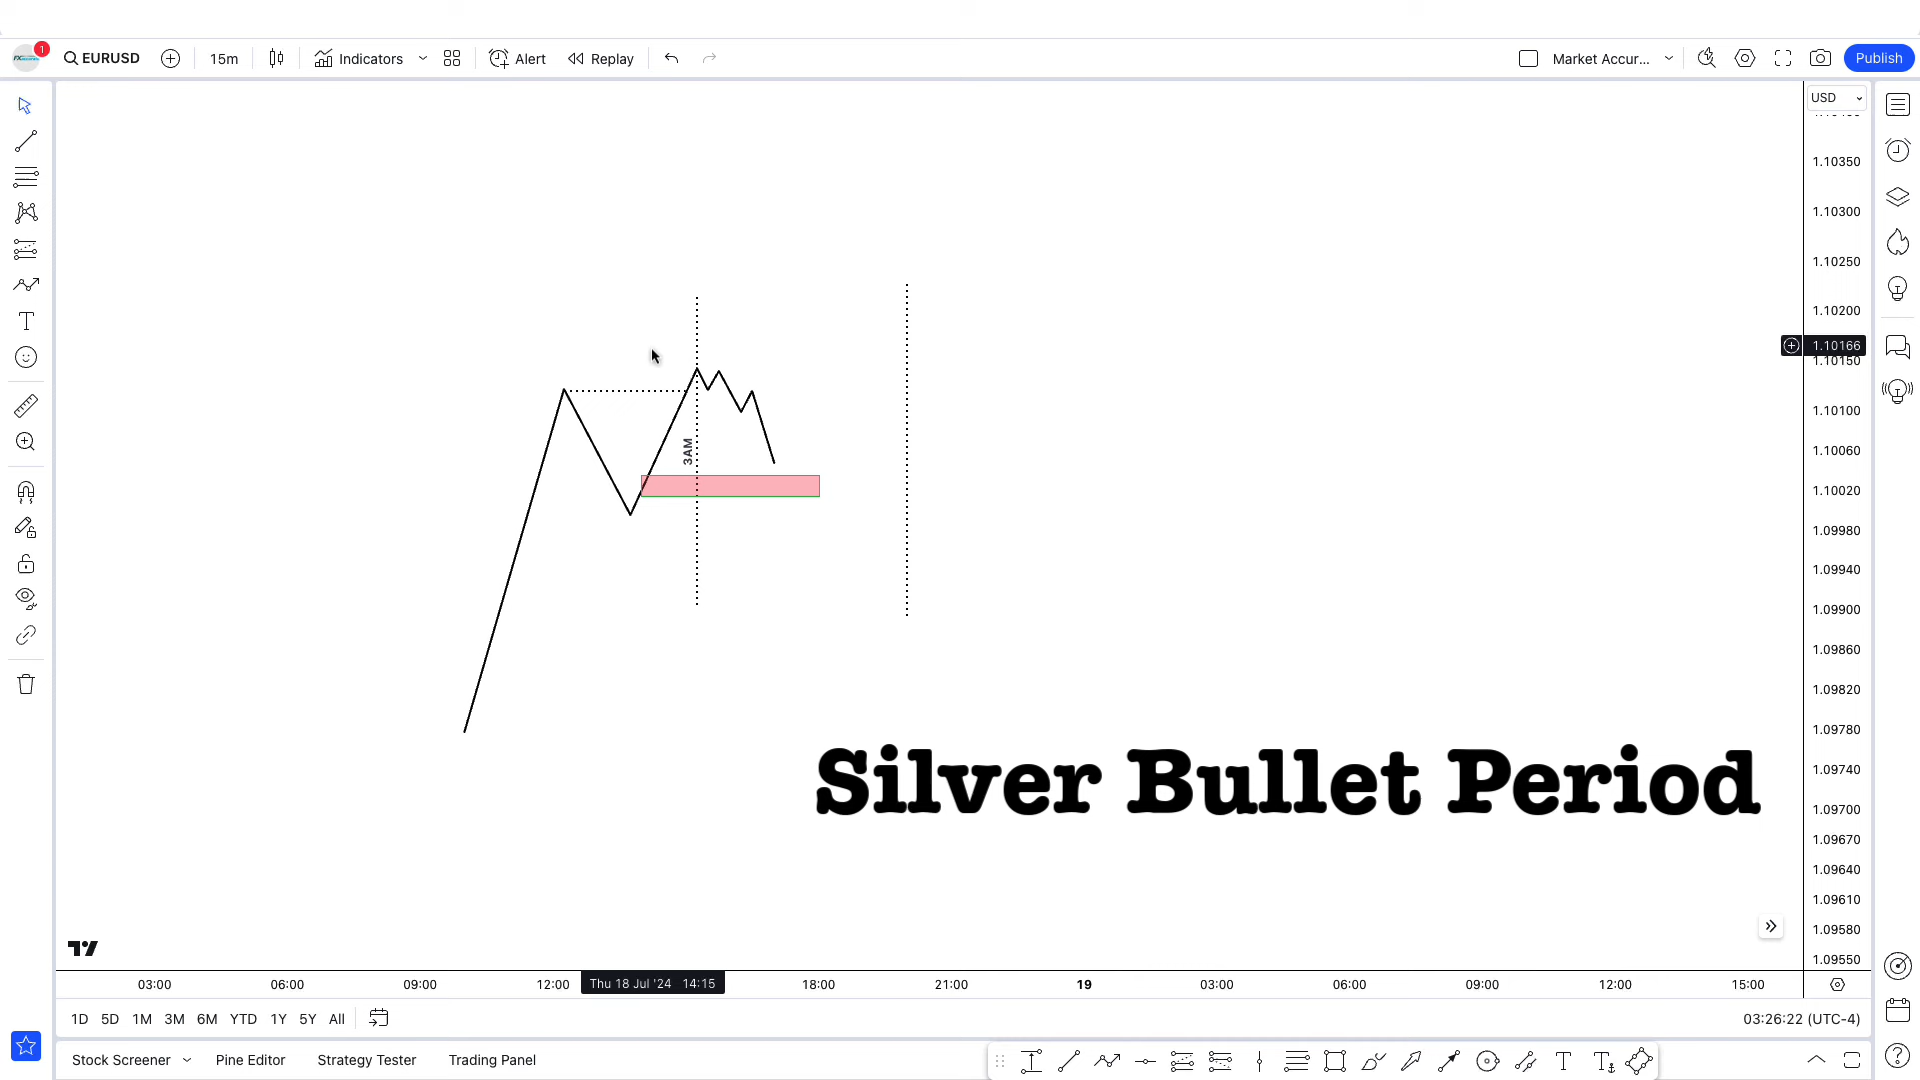 1
EURUSD
15m
Indicators
Alert
Replay
Market Accur...
Publish
USD
1.10350
1.10300
1.10250
1.10200
1.10166
1.10150
1.10100
1.10060
1.10020
1.09980
1.09940
1.09900
1.09860
1.09820
1.09780
1.09740
1.09700
1.09670
1.09640
1.09610
1.09580
1.09550
3AM
Silver Bullet Period
03:00 06:00 09:00 12:00 Thu 18 Jul '24 14:15 18:00 21:00 19 03:00 06:00 09:00 12:00 15:00
1D 5D 1M 3M 6M YTD 1Y 5Y All 03:26:22 (UTC-4)
Stock Screener Pine Editor Strategy Tester Trading Panel